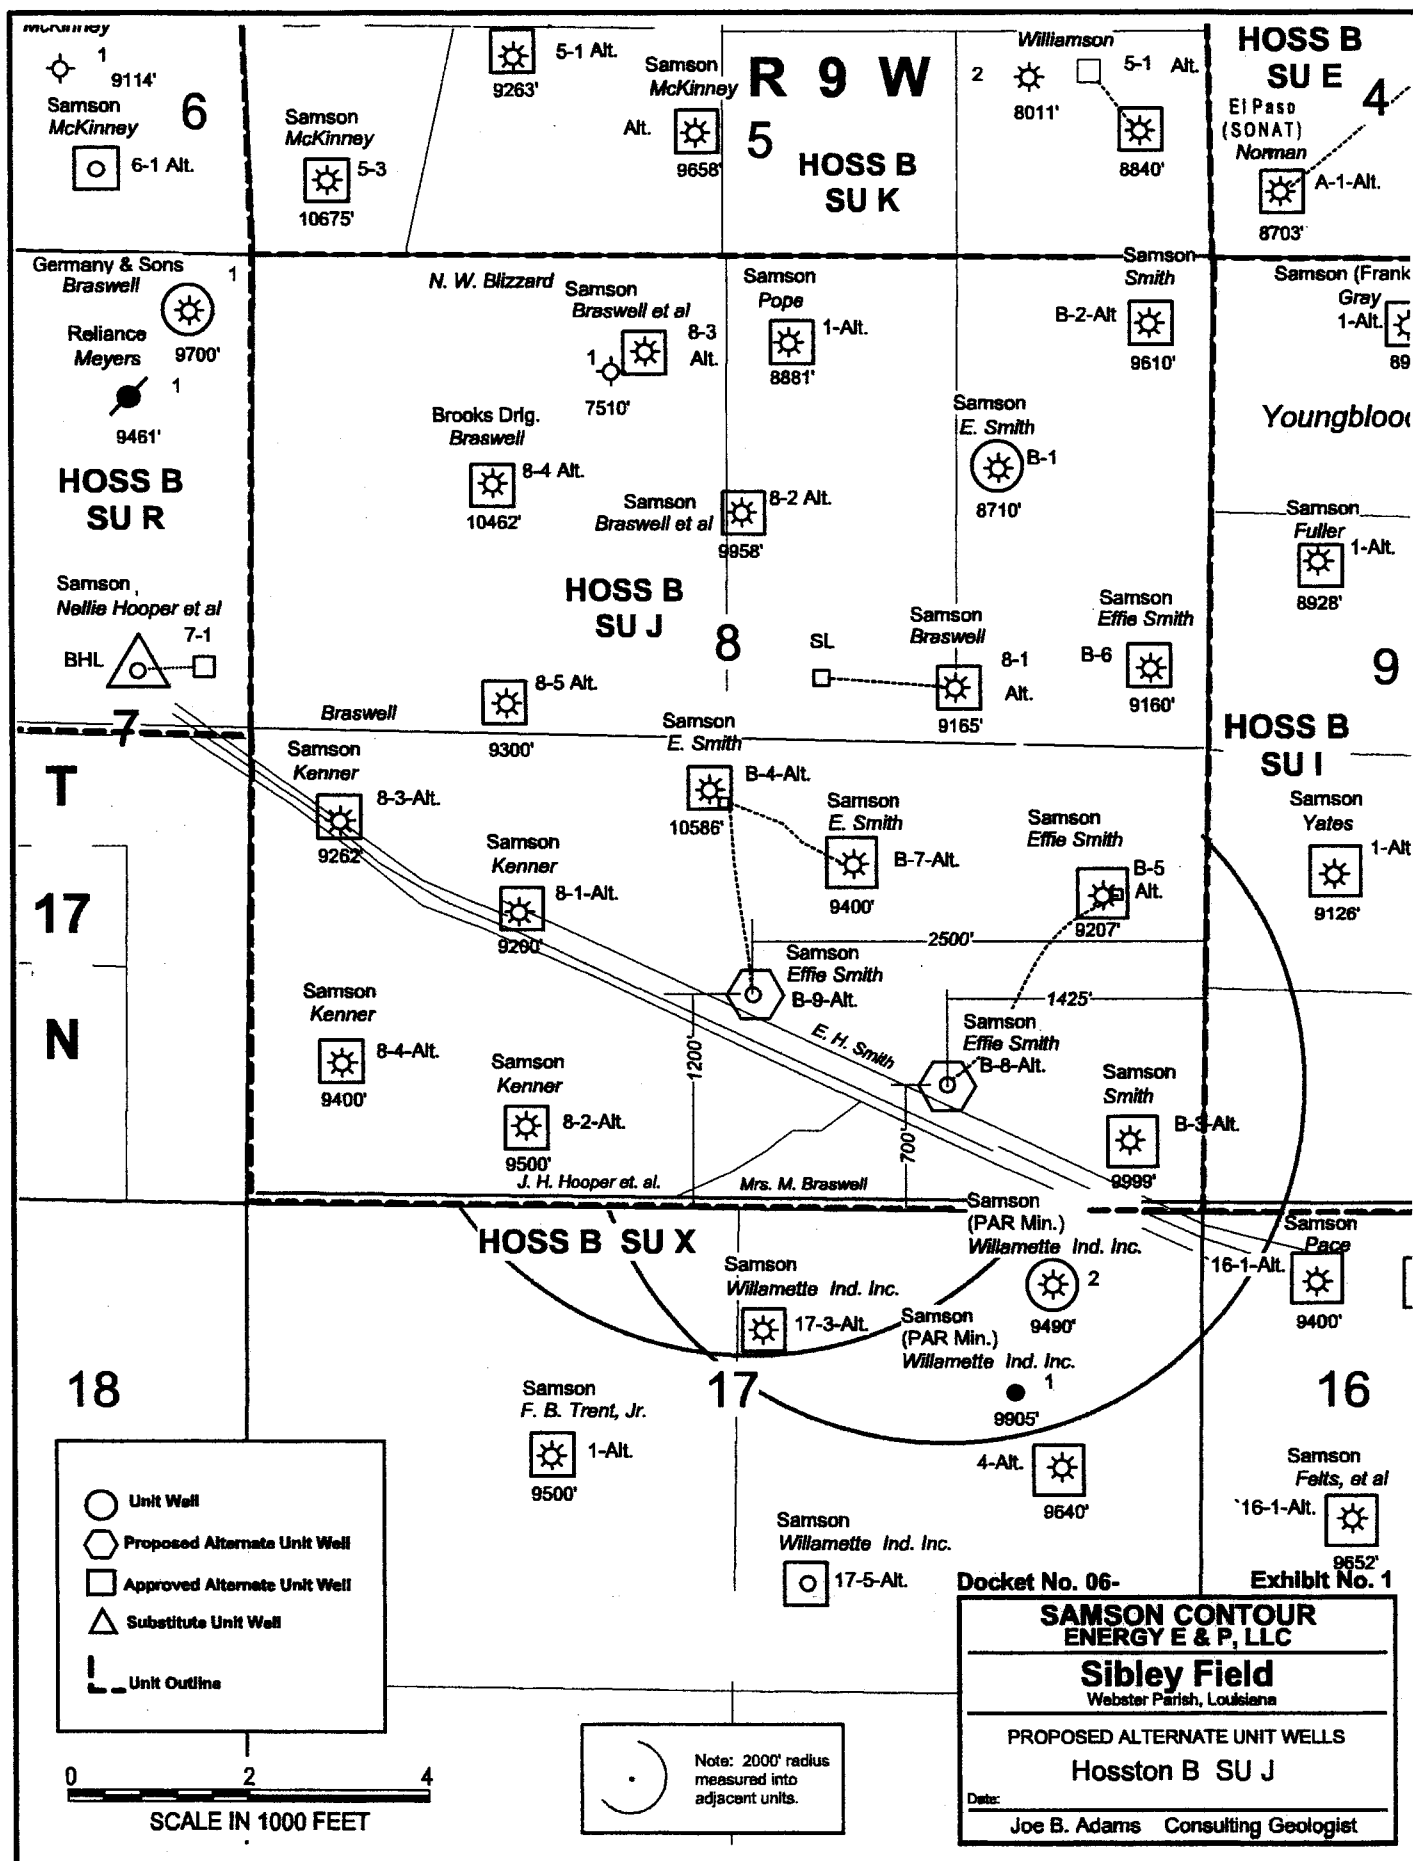 McKinney
1
9114'
Samson
McKinney
6-1 Alt.
6
Samson
McKinney
5-3
10675'
5-1 Alt.
9263'
Samson
McKinney
Alt.
9658'
R 9 W
5
HOSS B
SU K
Williamson
2
8011'
5-1 Alt.
8840'
HOSS B
SU E
4
El Paso
(SONAT)
Norman
A-1-Alt.
8703'
Germany & Sons
Braswell
1
9700'
Reliance
Meyers
1
9461'
HOSS B
SU R
N. W. Blizzard
Samson
Braswell et al
8-3
Alt.
1
7510'
Samson
Pope
1-Alt.
8881'
Samson
Smith
B-2-Alt
9610'
Samson (Frank
Gray
1-Alt.
89
Youngblood
Brooks Drlg.
Braswell
8-4 Alt.
10462'
Samson
Braswell et al
8-2 Alt.
9958'
Samson
E. Smith
B-1
8710'
Samson
Fuller
1-Alt.
8928'
Samson
Nellie Hooper et al
7-1
BHL
7
HOSS B
SU J
8
SL
Samson
Braswell
8-1
Alt.
9165'
Samson
Effie Smith
B-6
9160'
9
HOSS B
SU I
8-5 Alt.
9300'
Braswell
T
17
N
Samson
Kenner
8-3-Alt.
9262'
Samson
E. Smith
B-4-Alt.
10586'
Samson
E. Smith
B-7-Alt.
9400'
Samson
Effie Smith
B-5
Alt.
9207'
Samson
Yates
1-Alt
9126'
Samson
Kenner
8-1-Alt.
9200'
2500'
Samson
Effie Smith
B-9-Alt.
1425'
Samson
Effie Smith
B-8-Alt.
E. H. Smith
1200'
700'
Samson
Kenner
8-4-Alt.
9400'
Samson
Kenner
8-2-Alt.
9500'
Samson
Smith
B-3-Alt.
9999'
J. H. Hooper et. al.
Mrs. M. Braswell
HOSS B SU X
Samson
(PAR Min.)
Willamette Ind. Inc.
2
9490'
Samson
Pace
16-1-Alt.
9400'
Samson
Willamette Ind. Inc.
17-3-Alt.
Samson
(PAR Min.)
Willamette Ind. Inc.
1
9905'
18
17
16
Samson
F. B. Trent, Jr.
1-Alt.
9500'
4-Alt.
9640'
Samson
Felts, et al
16-1-Alt.
9652'
Samson
Willamette Ind. Inc.
17-5-Alt.
Unit Well
Proposed Alternate Unit Well
Approved Alternate Unit Well
Substitute Unit Well
Unit Outline
0 2 4
SCALE IN 1000 FEET
Note: 2000' radius
measured into
adjacent units.
Docket No. 06- Exhibit No. 1
SAMSON CONTOUR
ENERGY E & P, LLC
Sibley Field
Webster Parish, Louisiana
PROPOSED ALTERNATE UNIT WELLS
Hosston B SU J
Date:
Joe B. Adams Consulting Geologist